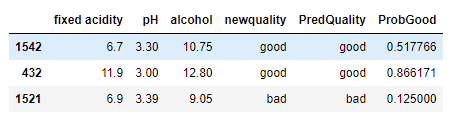 fixed acidity pH alcohol newquality PredQuality ProbGood
1542 6.7 3.30 10.75 good good 0.517766
432 11.9 3.00 12.80 good good 0.866171
1521 6.9 3.39 9.05 bad bad 0.125000